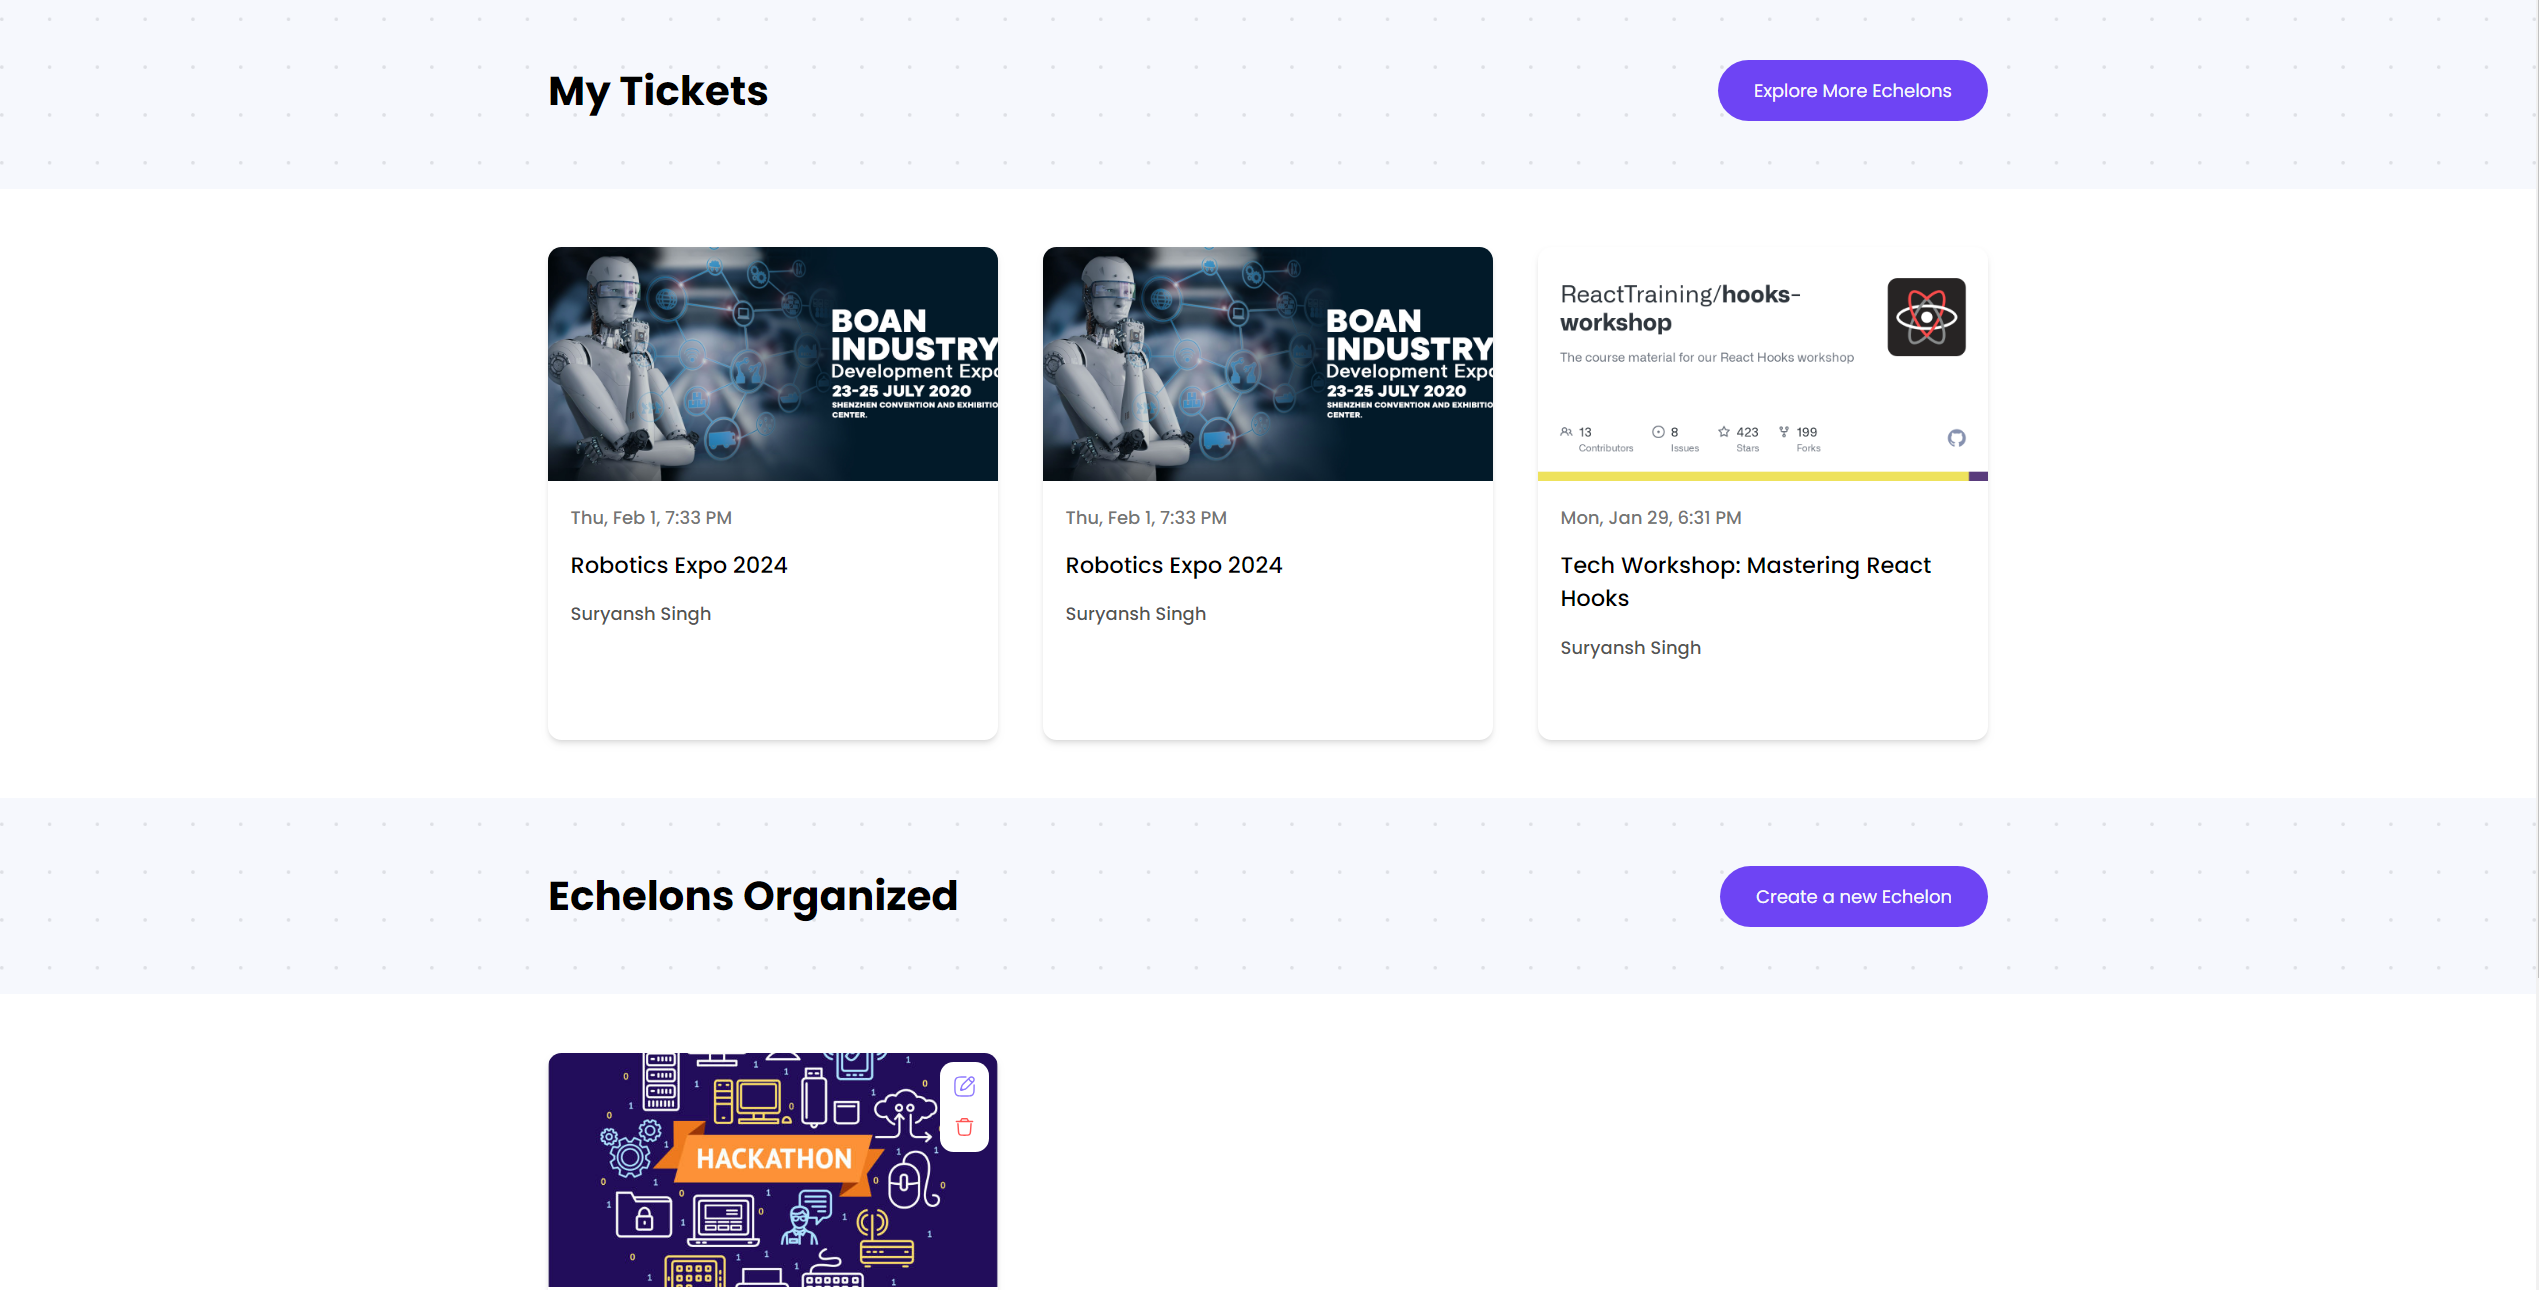 My Tickets
Explore More Echelons
BOAN
INDUSTRY
Development Expo
23-25 JULY 2020
SHENZHEN CONVENTION AND EXHIBITIO
CENTER.
Thu, Feb 1, 7:33 PM
Robotics Expo 2024
Suryansh Singh
BOAN
INDUSTRY
Development Expo
23-25 JULY 2020
SHENZHEN CONVENTION AND EXHIBITIO
CENTER.
Thu, Feb 1, 7:33 PM
Robotics Expo 2024
Suryansh Singh
ReactTraining/hooks-
workshop
The course material for our React Hooks workshop
13
Contributors
8
Issues
423
Stars
199
Forks
Mon, Jan 29, 6:31 PM
Tech Workshop: Mastering React
Hooks
Suryansh Singh
Echelons Organized
Create a new Echelon
HACKATHON